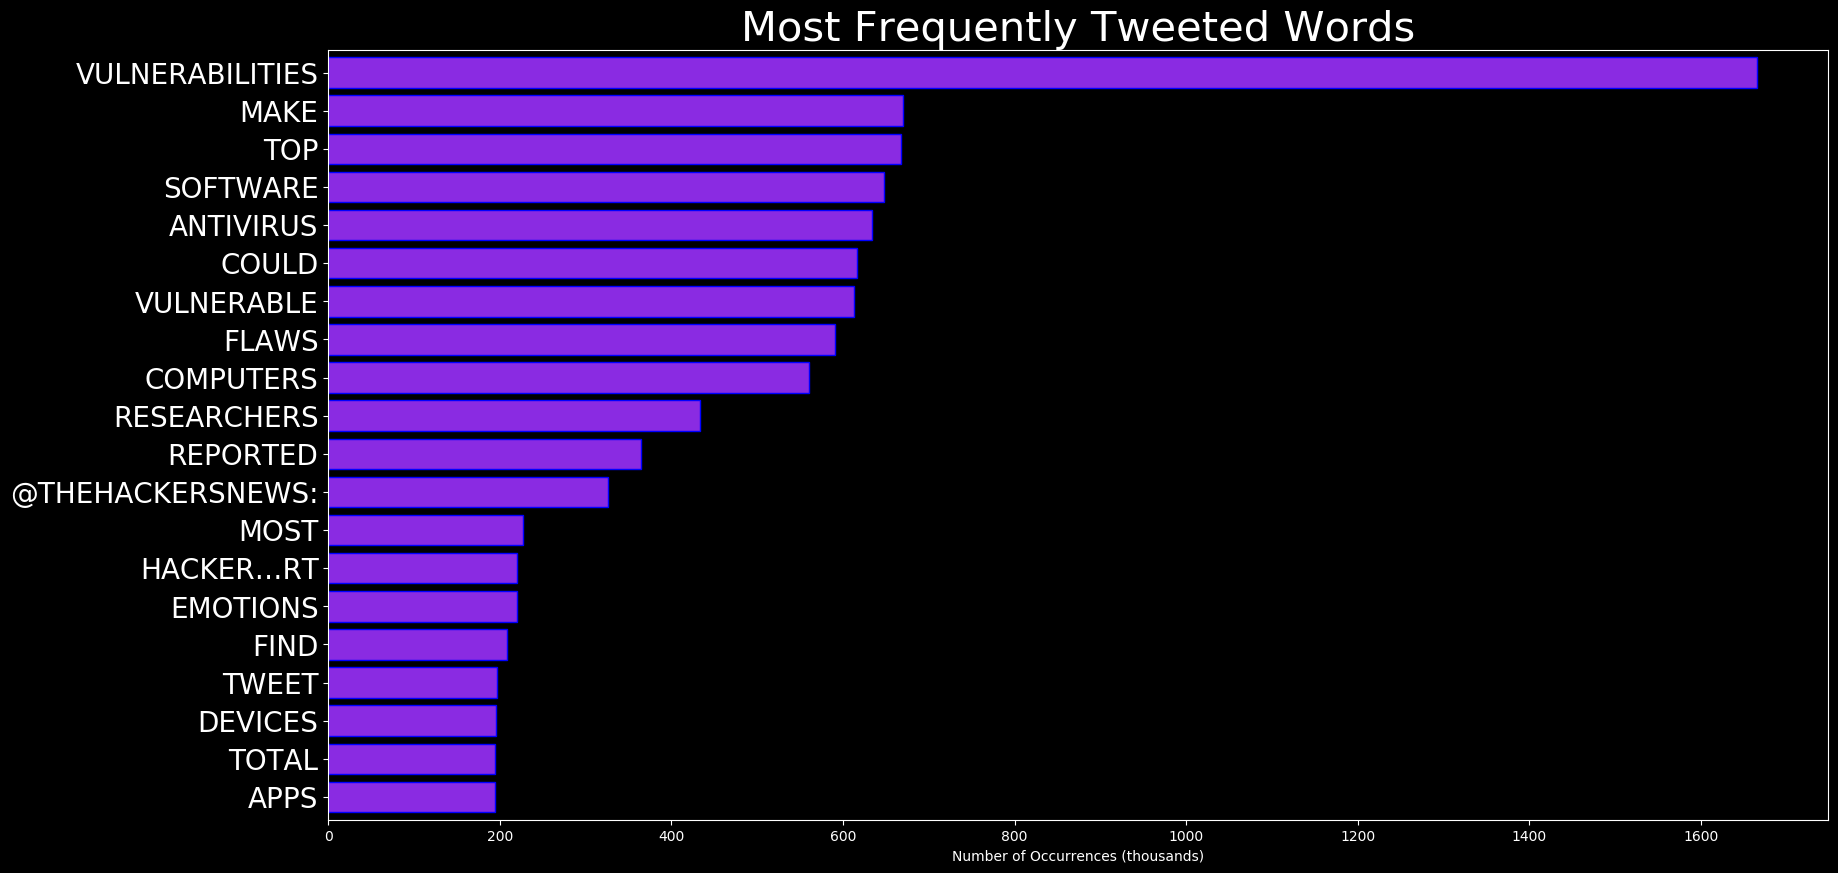 Most Frequently Tweeted Words
VULNERABILITIES
MAKE
TOP
SOFTWARE
ANTIVIRUS
COULD
VULNERABLE
FLAWS
COMPUTERS
RESEARCHERS
REPORTED
@THEHACKERSNEWS:
MOST
HACKER...RT
EMOTIONS
FIND
TWEET
DEVICES
TOTAL
APPS
0 200 400 600 800 1000 1200 1400 1600
Number of Occurrences (thousands)